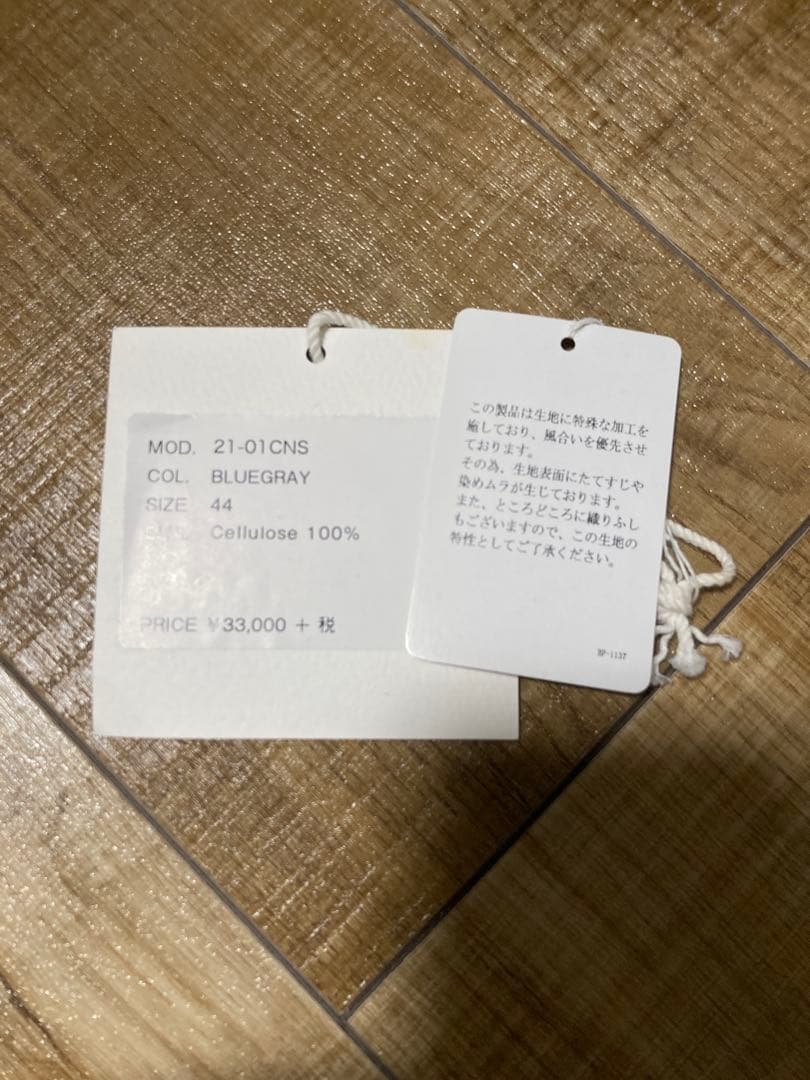 MOD. 21-01CNS
COL. BLUEGRAY
SIZE 44
Cellulose 100%
PRICE ¥33,000 + 税
この製品は生地に特殊な加工を
施しており、風合いを優先させ
ております。
その為、生地表面にたてすじや
染めムラが生じております。
また、ところどころに織りふし
もございますので、この生地の
特性としてご了承ください。
BP-1137